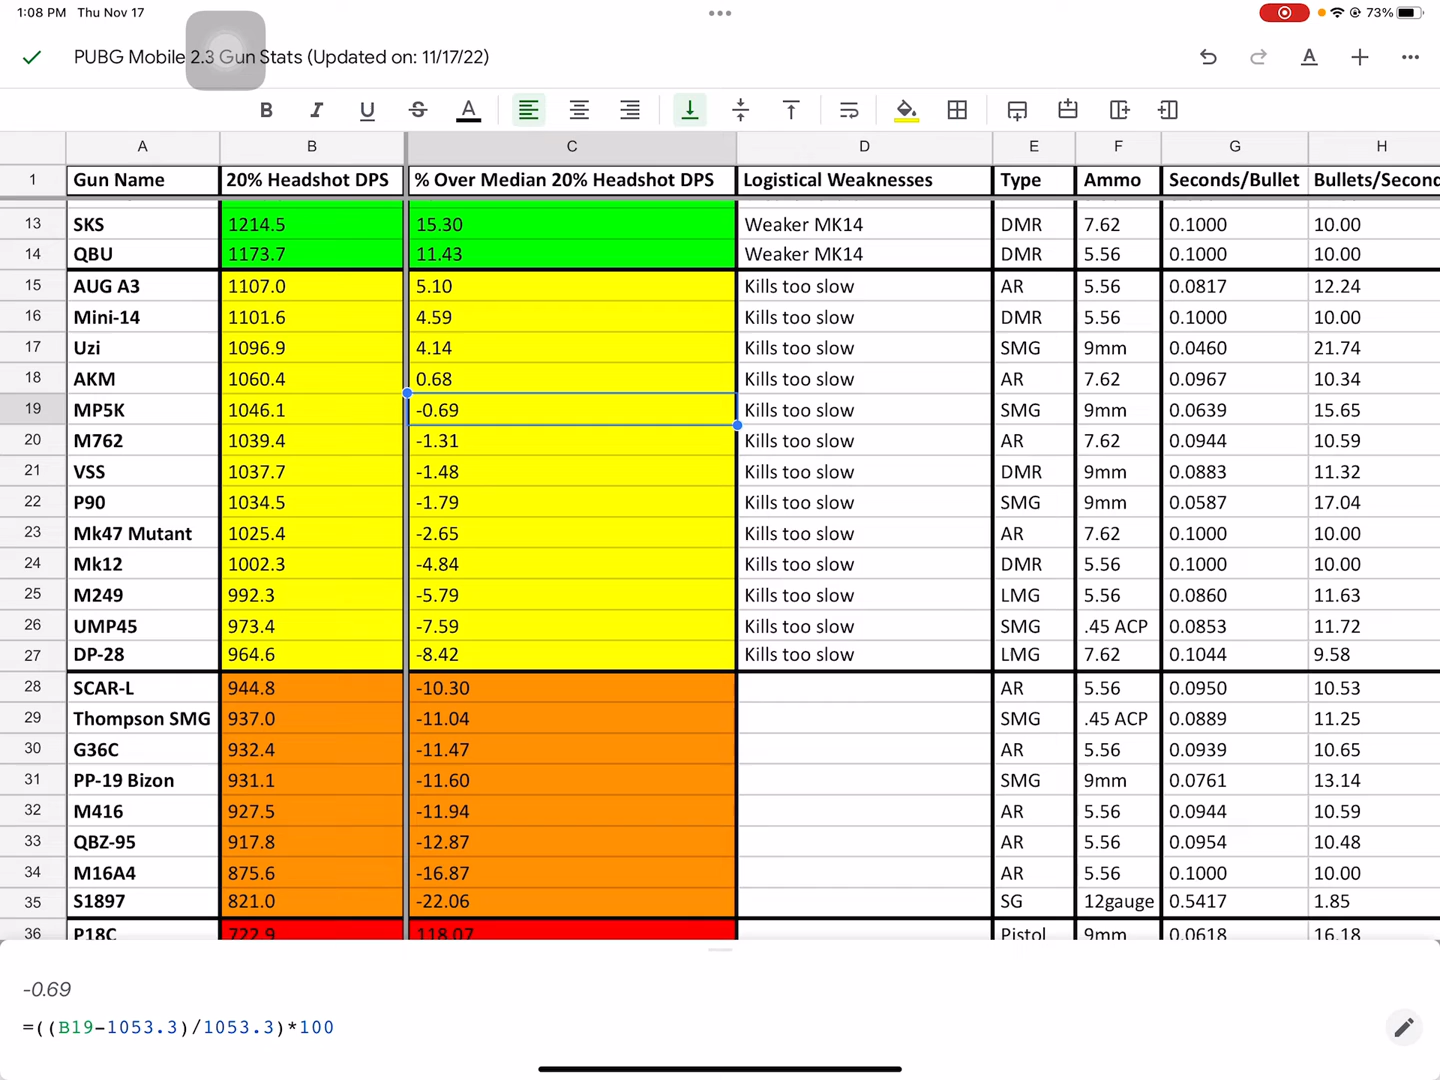 1:08 PM Thu Nov 17
73%
PUBG Mobile 2.3 Gun Stats (Updated on: 11/17/22)
B I U S A
A B C D E F G H
1 Gun Name 20% Headshot DPS % Over Median 20% Headshot DPS Logistical Weaknesses Type Ammo Seconds/Bullet Bullets/Second
13 SKS 1214.5 15.30 Weaker MK14 DMR 7.62 0.1000 10.00
14 QBU 1173.7 11.43 Weaker MK14 DMR 5.56 0.1000 10.00
15 AUG A3 1107.0 5.10 Kills too slow AR 5.56 0.0817 12.24
16 Mini-14 1101.6 4.59 Kills too slow DMR 5.56 0.1000 10.00
17 Uzi 1096.9 4.14 Kills too slow SMG 9mm 0.0460 21.74
18 AKM 1060.4 0.68 Kills too slow AR 7.62 0.0967 10.34
19 MP5K 1046.1 -0.69 Kills too slow SMG 9mm 0.0639 15.65
20 M762 1039.4 -1.31 Kills too slow AR 7.62 0.0944 10.59
21 VSS 1037.7 -1.48 Kills too slow DMR 9mm 0.0883 11.32
22 P90 1034.5 -1.79 Kills too slow SMG 9mm 0.0587 17.04
23 Mk47 Mutant 1025.4 -2.65 Kills too slow AR 7.62 0.1000 10.00
24 Mk12 1002.3 -4.84 Kills too slow DMR 5.56 0.1000 10.00
25 M249 992.3 -5.79 Kills too slow LMG 5.56 0.0860 11.63
26 UMP45 973.4 -7.59 Kills too slow SMG .45 ACP 0.0853 11.72
27 DP-28 964.6 -8.42 Kills too slow LMG 7.62 0.1044 9.58
28 SCAR-L 944.8 -10.30 AR 5.56 0.0950 10.53
29 Thompson SMG 937.0 -11.04 SMG .45 ACP 0.0889 11.25
30 G36C 932.4 -11.47 AR 5.56 0.0939 10.65
31 PP-19 Bizon 931.1 -11.60 SMG 9mm 0.0761 13.14
32 M416 927.5 -11.94 AR 5.56 0.0944 10.59
33 QBZ-95 917.8 -12.87 AR 5.56 0.0954 10.48
34 M16A4 875.6 -16.87 AR 5.56 0.1000 10.00
35 S1897 821.0 -22.06 SG 12gauge 0.5417 1.85
36 P18C 722.9 118.07 Pistol 9mm 0.0618 16.18
-0.69
=((B19-1053.3)/1053.3)*100